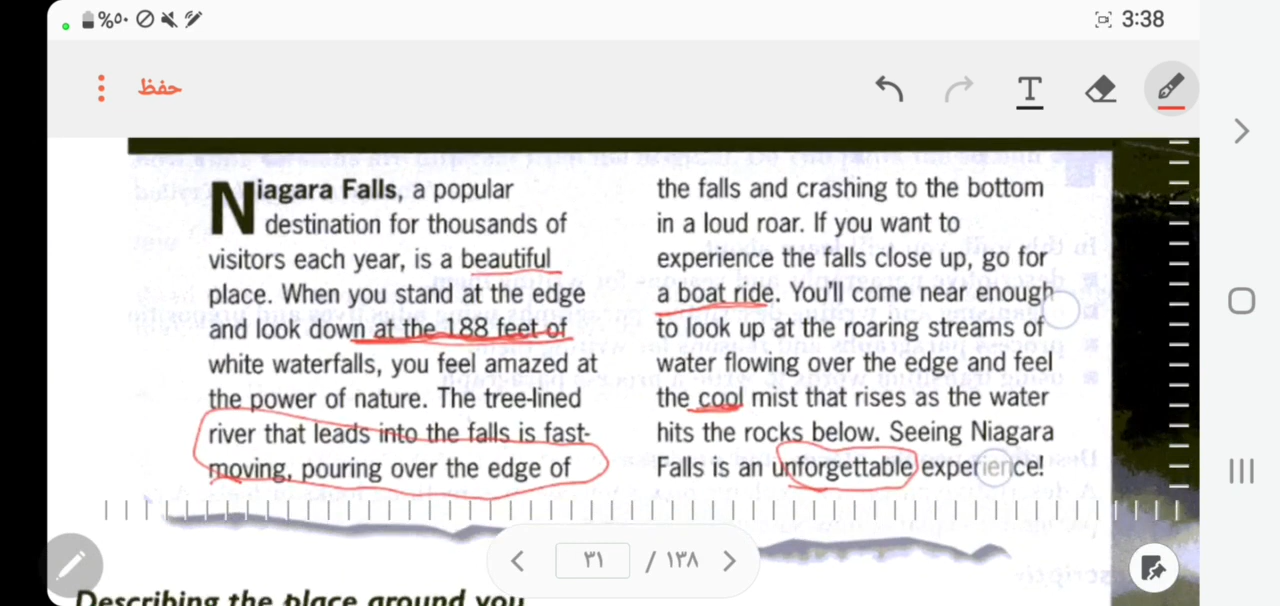 %٥٠
3:38
حفظ
T
Niagara Falls, a popular
destination for thousands of
visitors each year, is a beautiful
place. When you stand at the edge
and look down at the 188 feet of
white waterfalls, you feel amazed at
the power of nature. The tree-lined
river that leads into the falls is fast-
moving, pouring over the edge of
the falls and crashing to the bottom
in a loud roar. If you want to
experience the falls close up, go for
a boat ride. You'll come near enough
to look up at the roaring streams of
water flowing over the edge and feel
the cool mist that rises as the water
hits the rocks below. Seeing Niagara
Falls is an unforgettable experience!
٣١ / ١٣٨
Describing the place around you